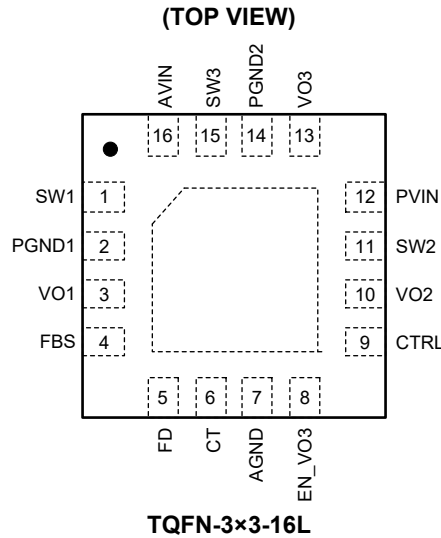 (TOP VIEW)
AVIN SW3 PGND2 VO3
16 15 14 13
SW1 1 12 PVIN
PGND1 2 11 SW2
VO1 3 10 VO2
FBS 4 9 CTRL
5 6 7 8
FD CT AGND EN_VO3
TQFN-3×3-16L